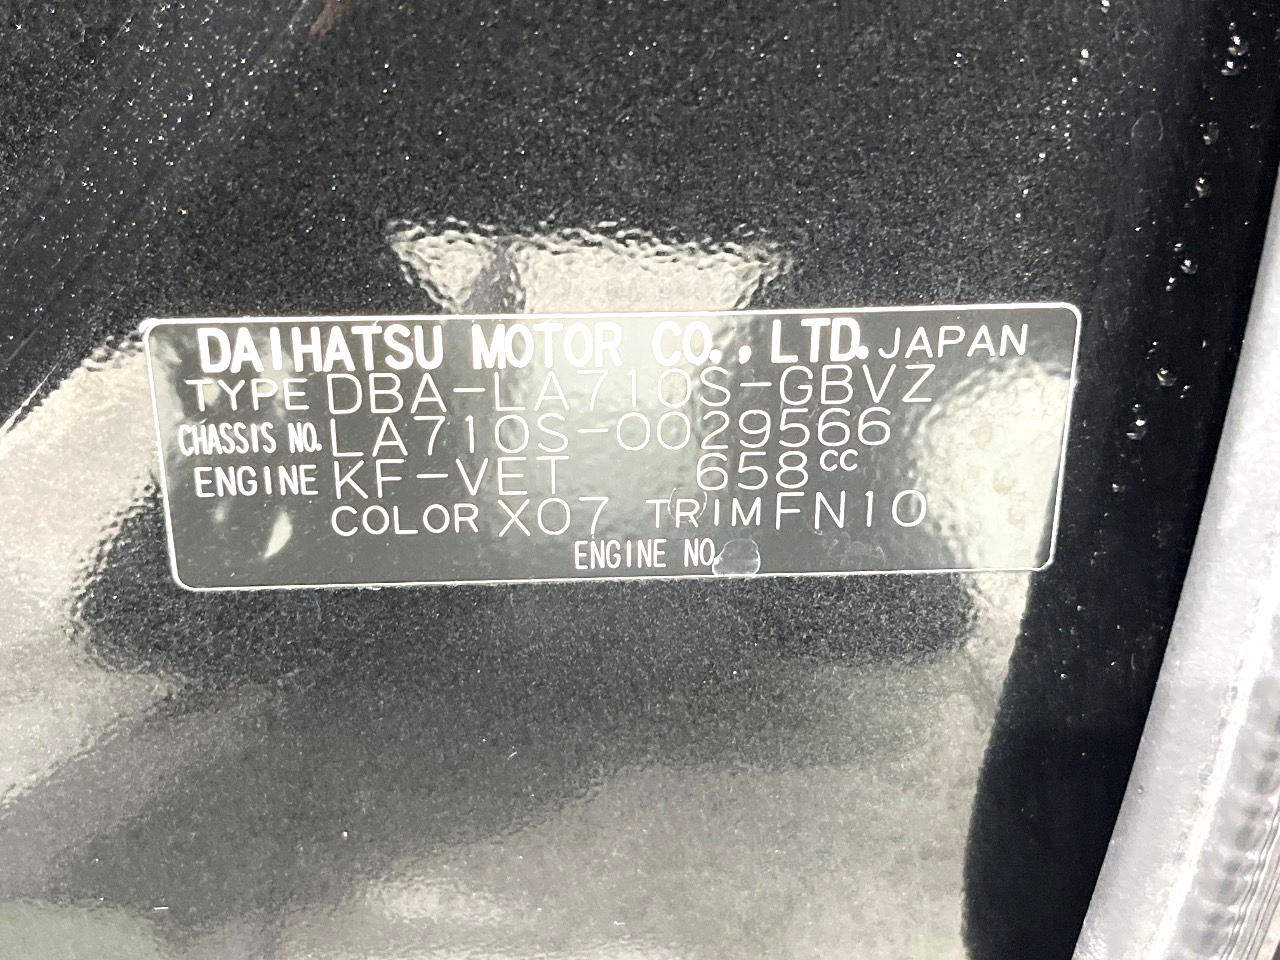 DAIHATSU MOTOR CO., LTD. JAPAN
TYPE DBA-LA710S-GBVZ
CHASSIS NO. LA710S-0029566
ENGINE KF-VET 658cc
COLOR X07 TRIM FN10
ENGINE NO.